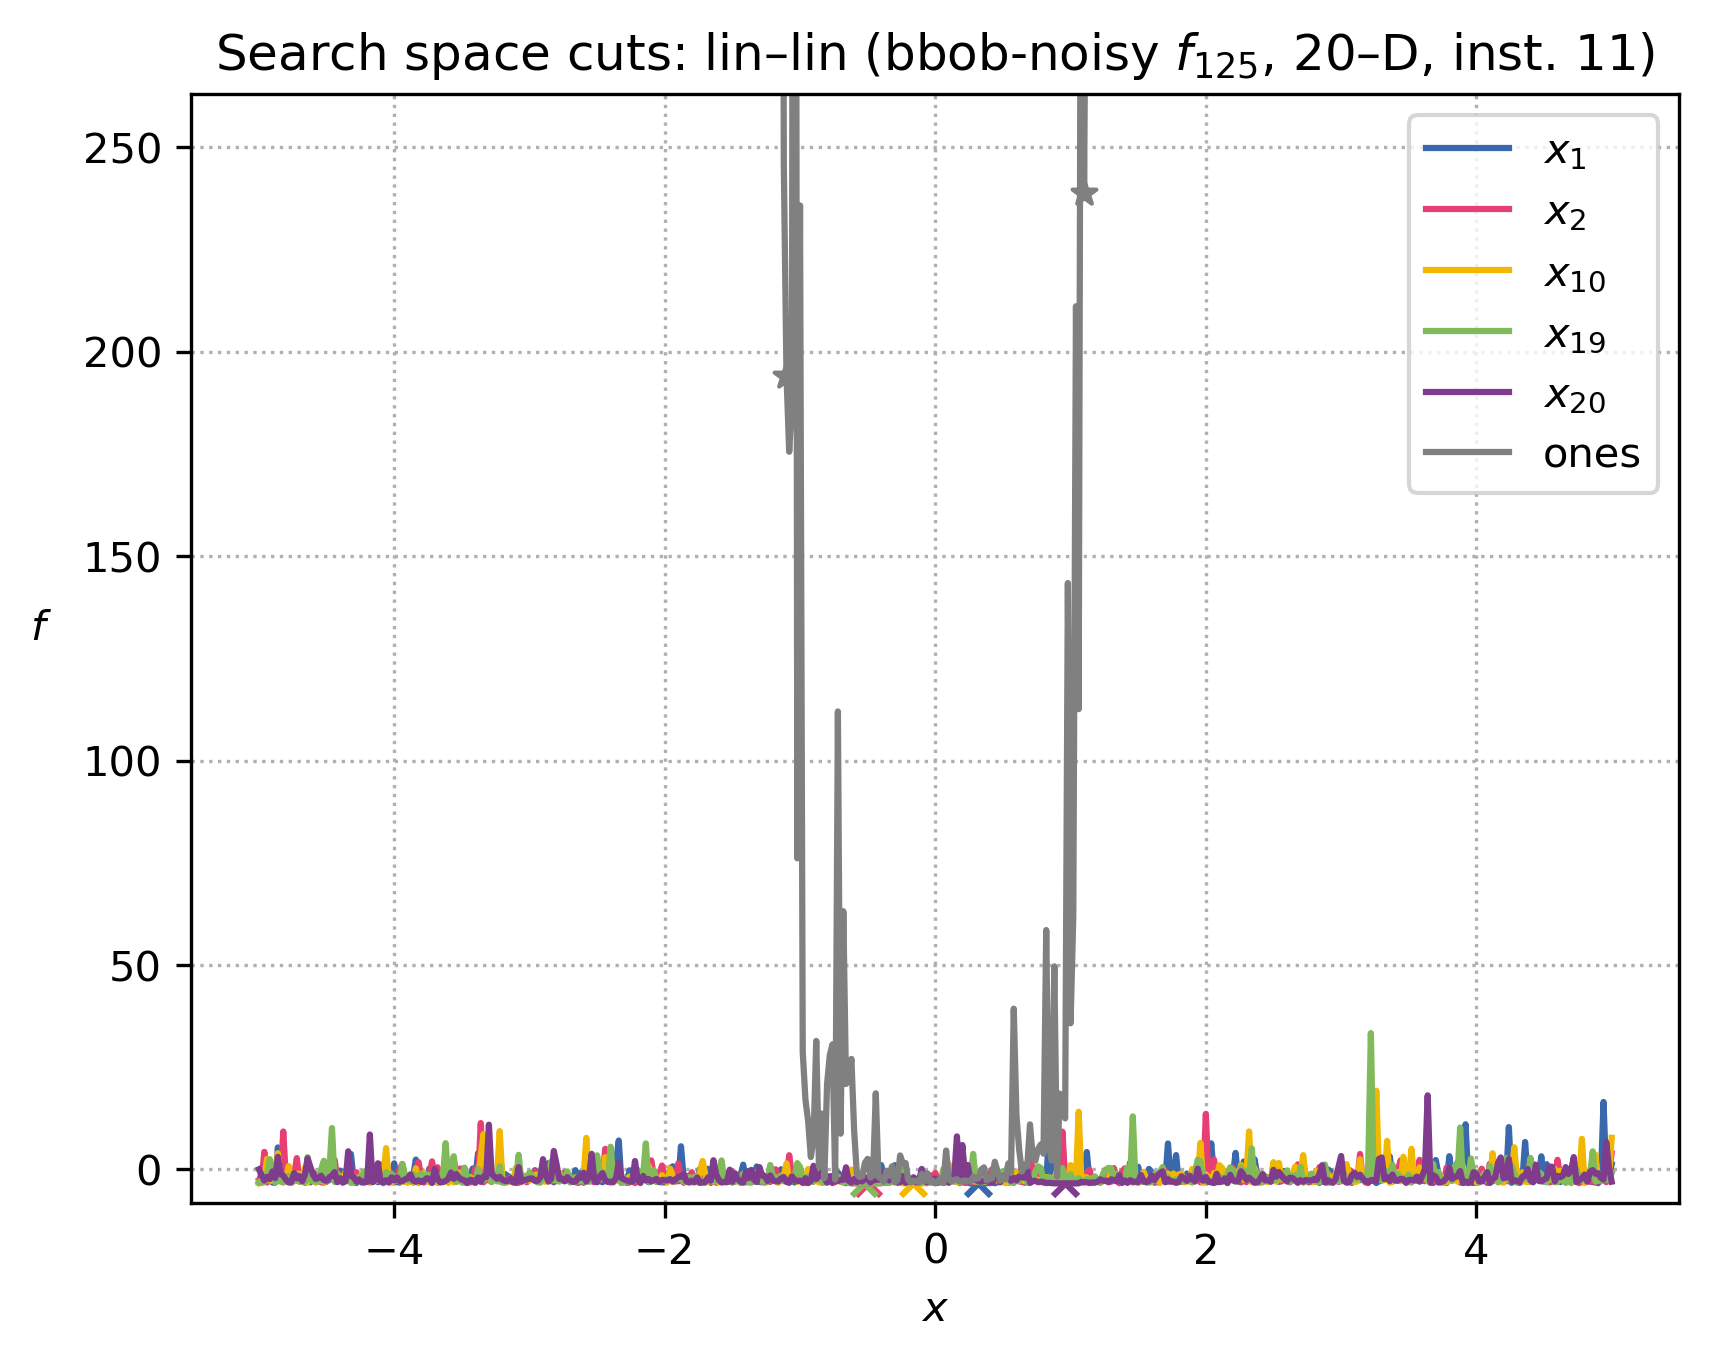 Search space cuts: lin–lin (bbob-noisy f₁₂₅, 20–D, inst. 11)
250
200
150
100
50
0
f
−4
−2
0
2
4
x
x₁
x₂
x₁₀
x₁₉
x₂₀
ones